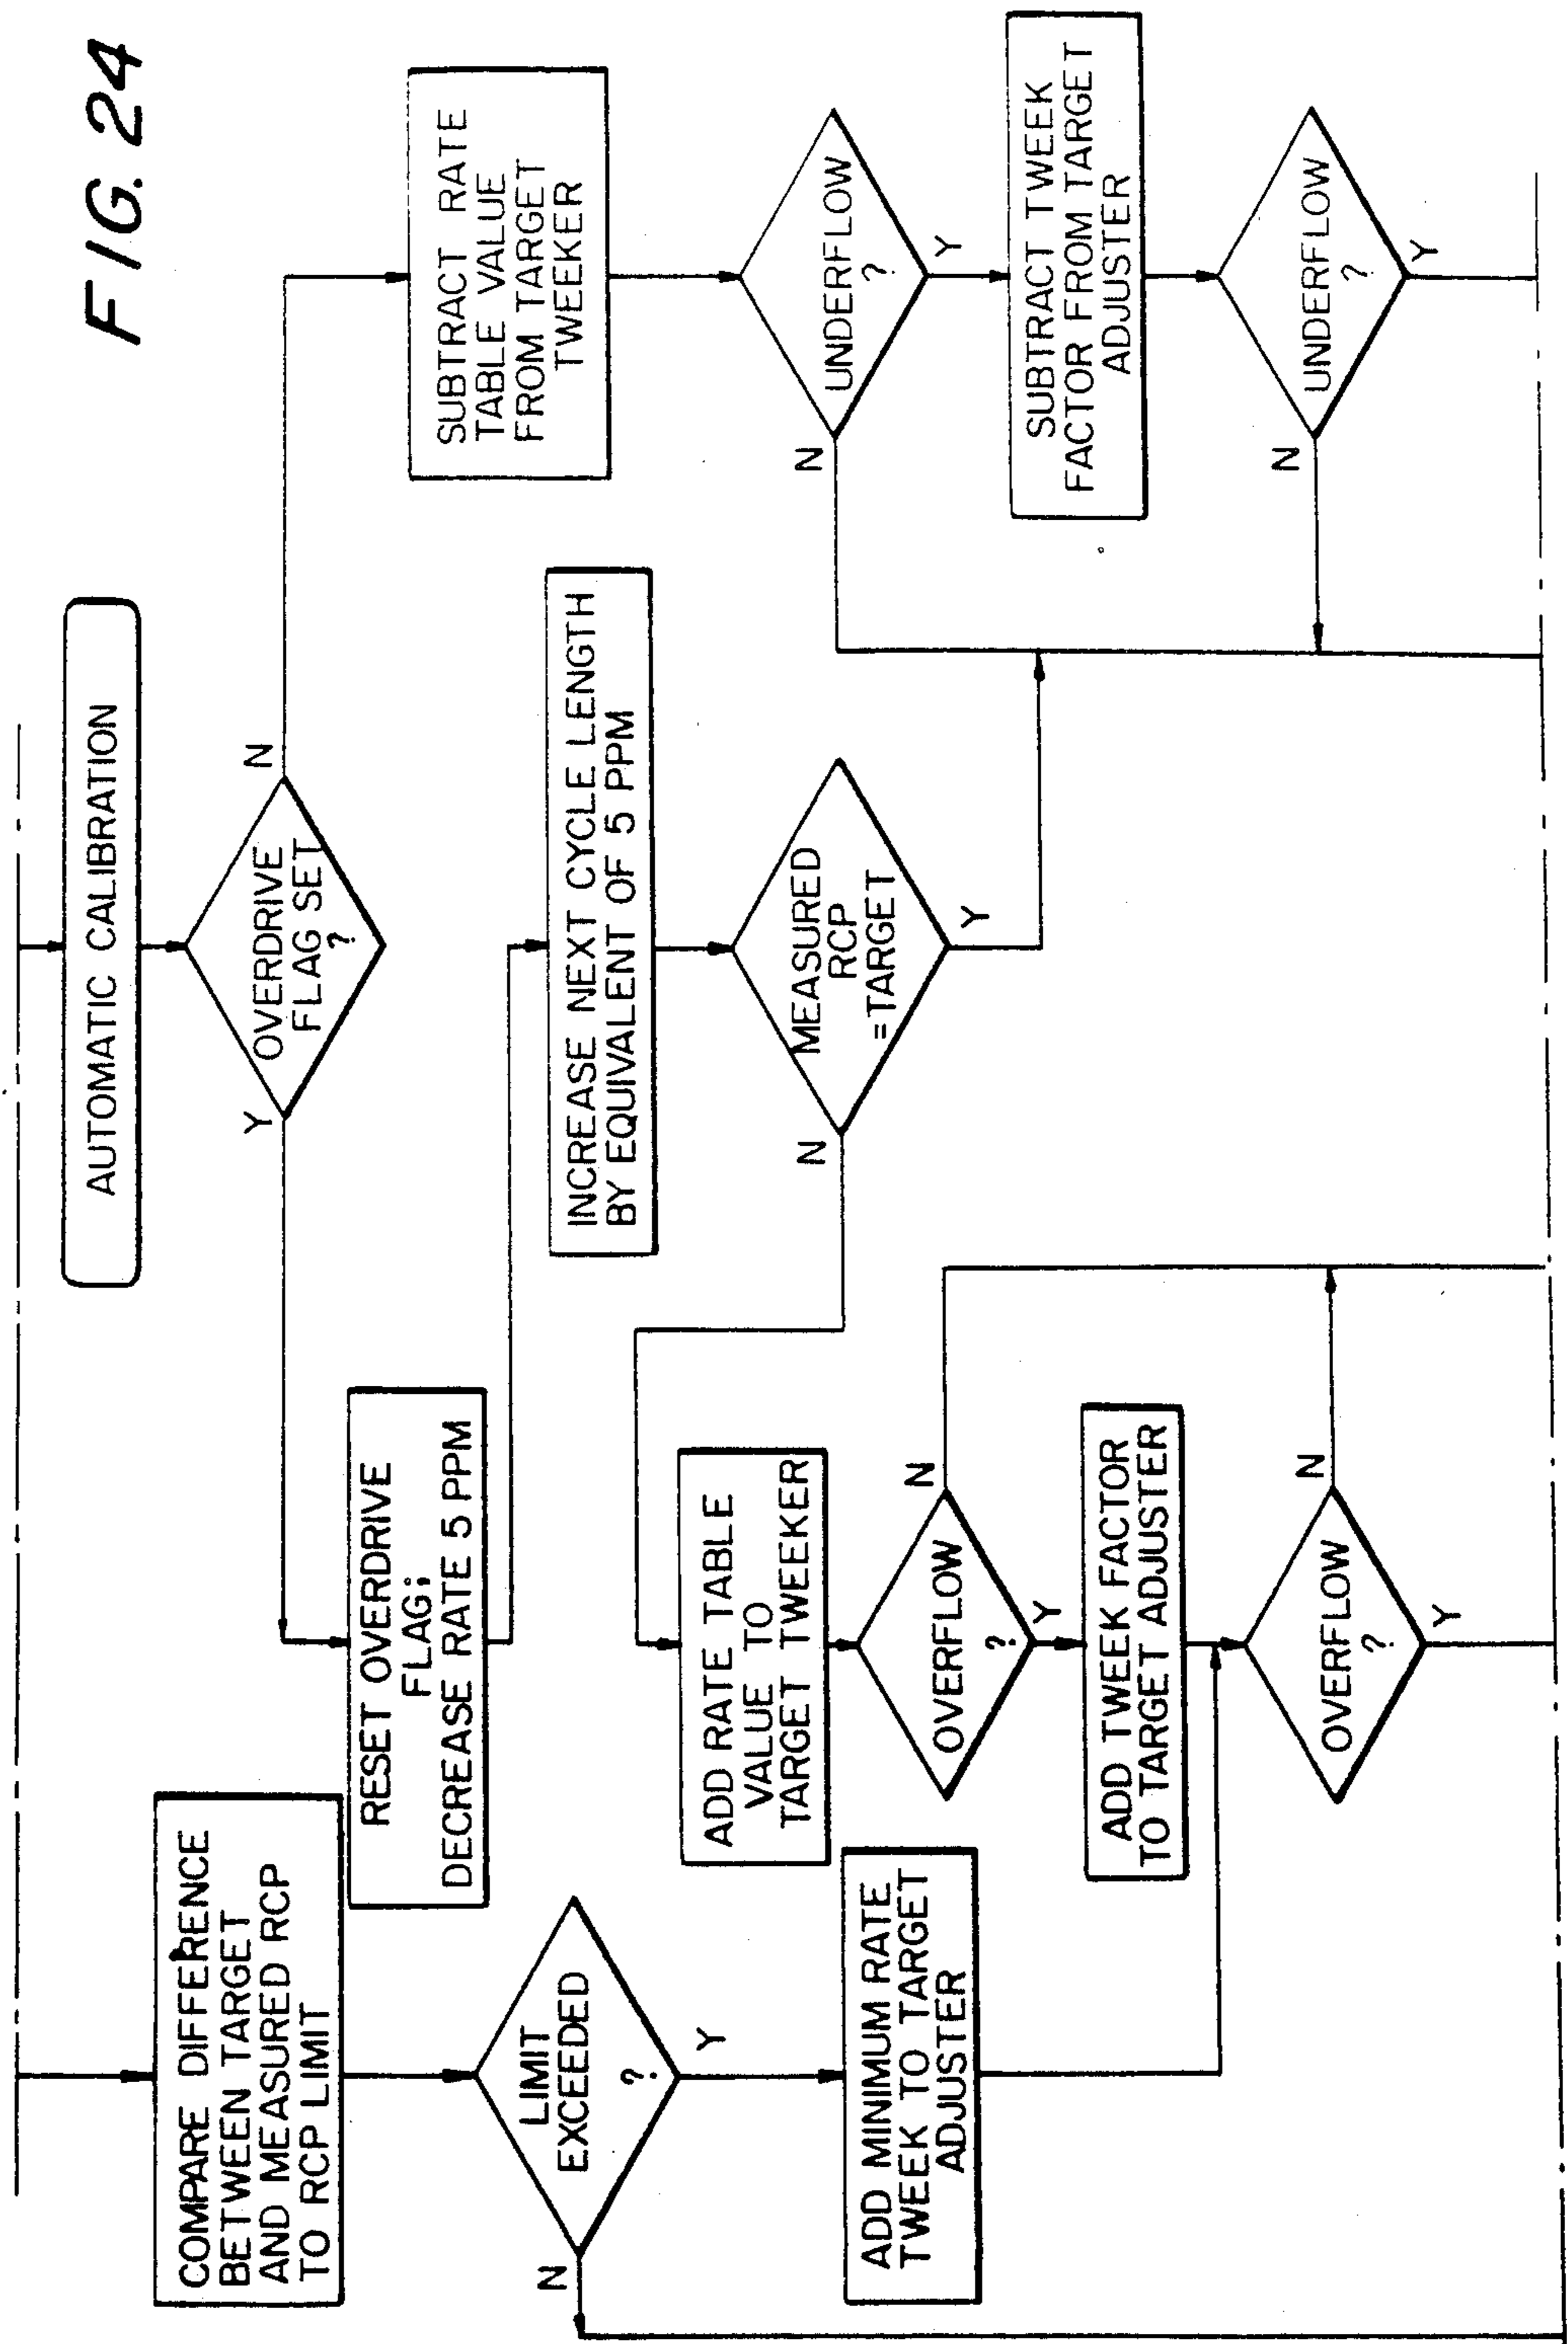 FIG. 24
AUTOMATIC CALIBRATION
OVERDRIVE
FLAG SET
?
Y
N
COMPARE DIFFERENCE
BETWEEN TARGET
AND MEASURED RCP
TO RCP LIMIT
LIMIT
EXCEEDED
?
N
Y
ADD MINIMUM RATE
TWEEK TO TARGET
ADJUSTER
RESET OVERDRIVE
FLAG;
DECREASE RATE 5 PPM
INCREASE NEXT CYCLE LENGTH
BY EQUIVALENT OF 5 PPM
MEASURED
RCP
=TARGET
N
Y
ADD RATE TABLE
VALUE TO
TARGET TWEEKER
OVERFLOW
?
N
Y
ADD TWEEK FACTOR
TO TARGET ADJUSTER
OVERFLOW
?
N
Y
SUBTRACT RATE
TABLE VALUE
FROM TARGET
TWEEKER
UNDERFLOW
?
N
Y
SUBTRACT TWEEK
FACTOR FROM TARGET
ADJUSTER
UNDERFLOW
?
N
Y